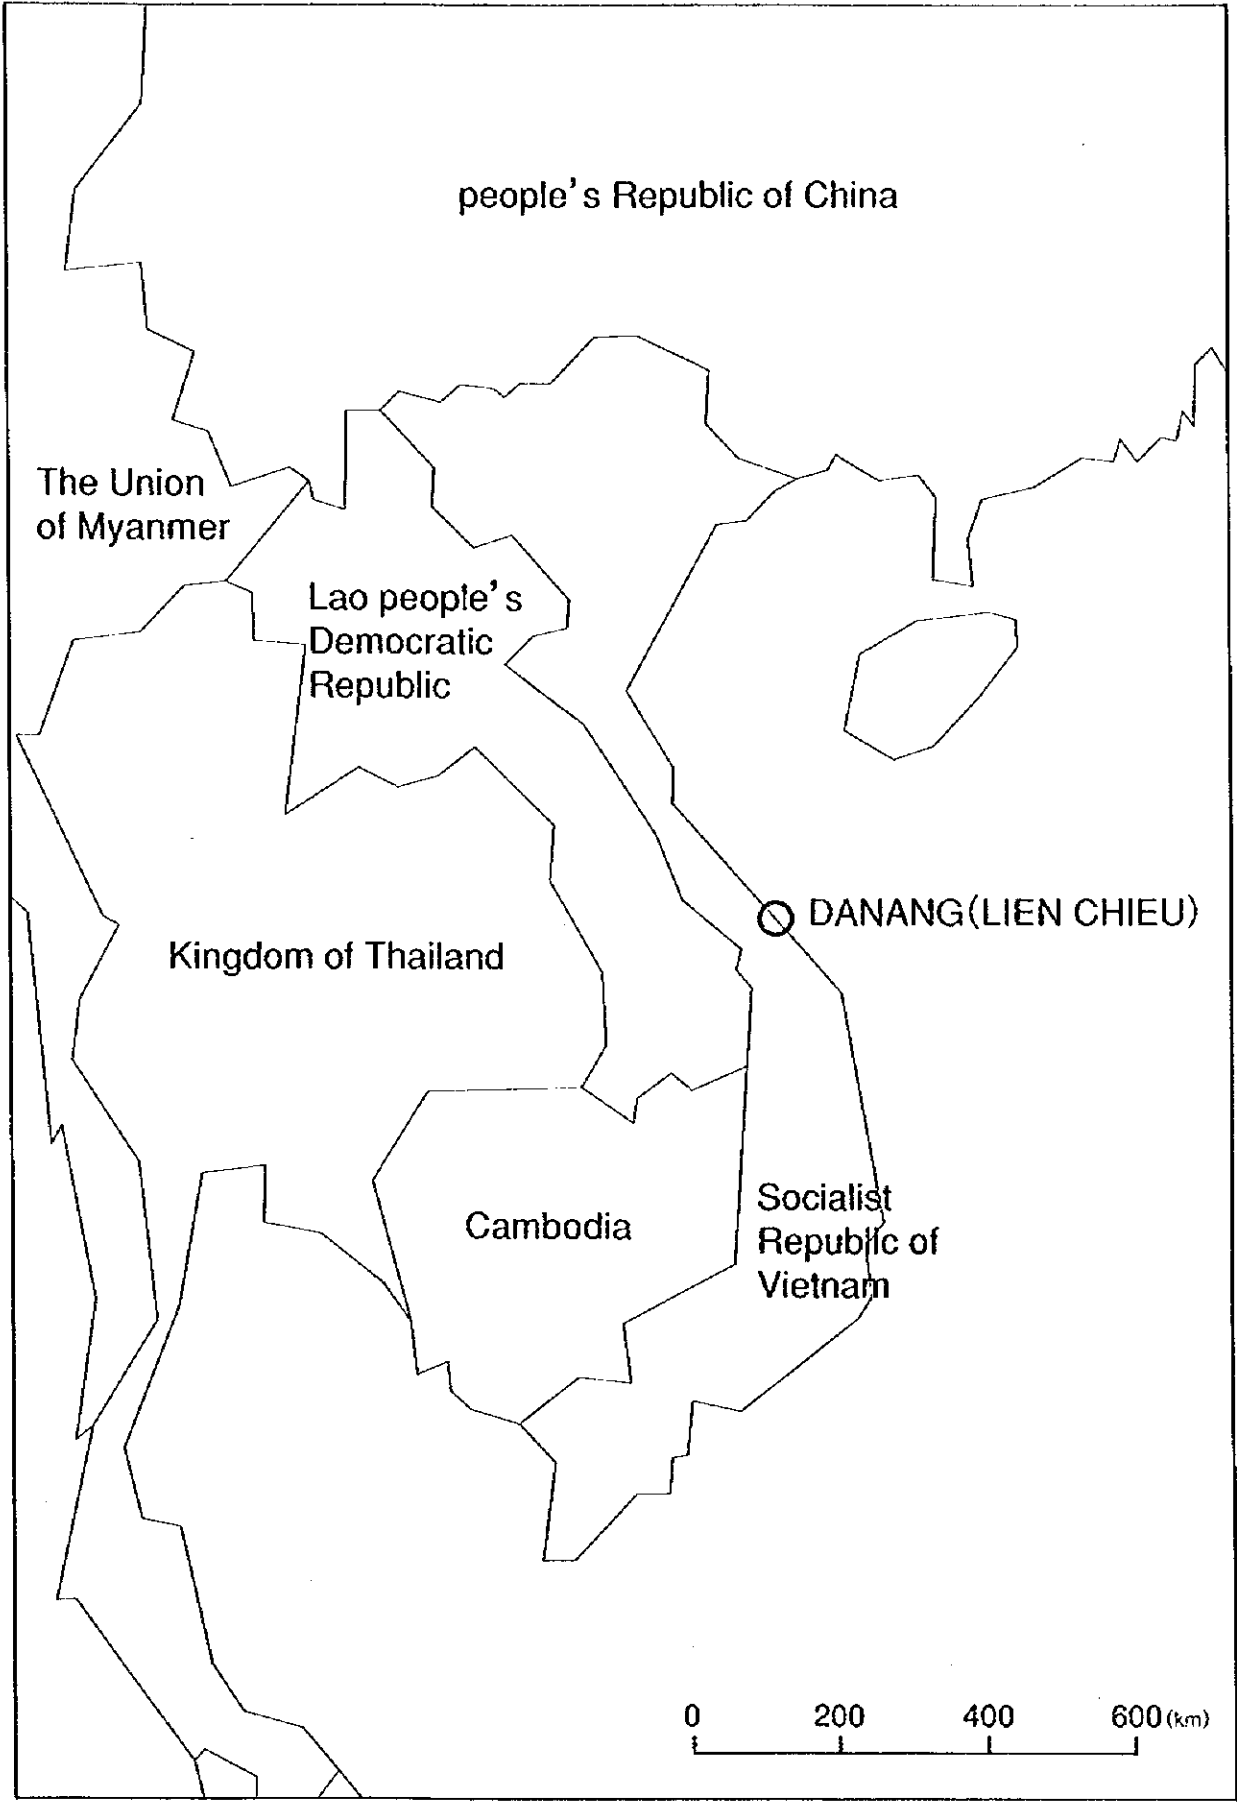 people's Republic of China
The Union
of Myanmer
Lao people's
Democratic
Republic
DANANG(LIEN CHIEU)
Kingdom of Thailand
Socialist
Republic of
Vietnam
Cambodia
0 200 400 600(km)